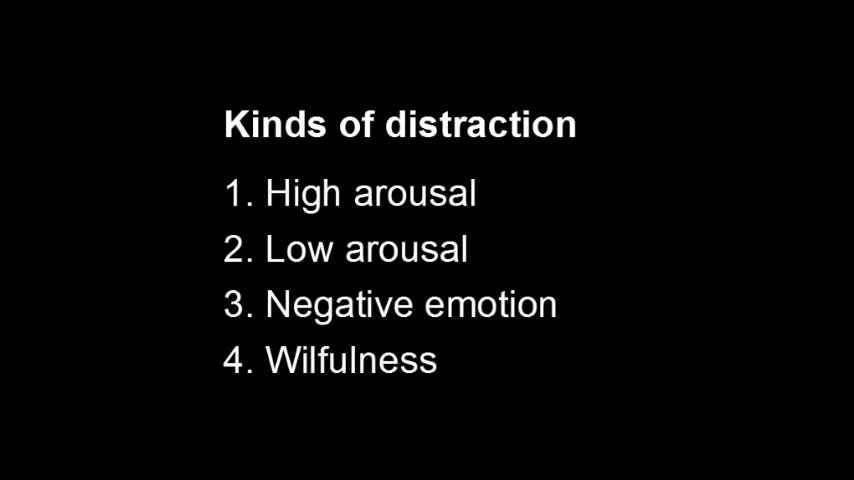 Kinds of distraction
1. High arousal
2. Low arousal
3. Negative emotion
4. Wilfulness